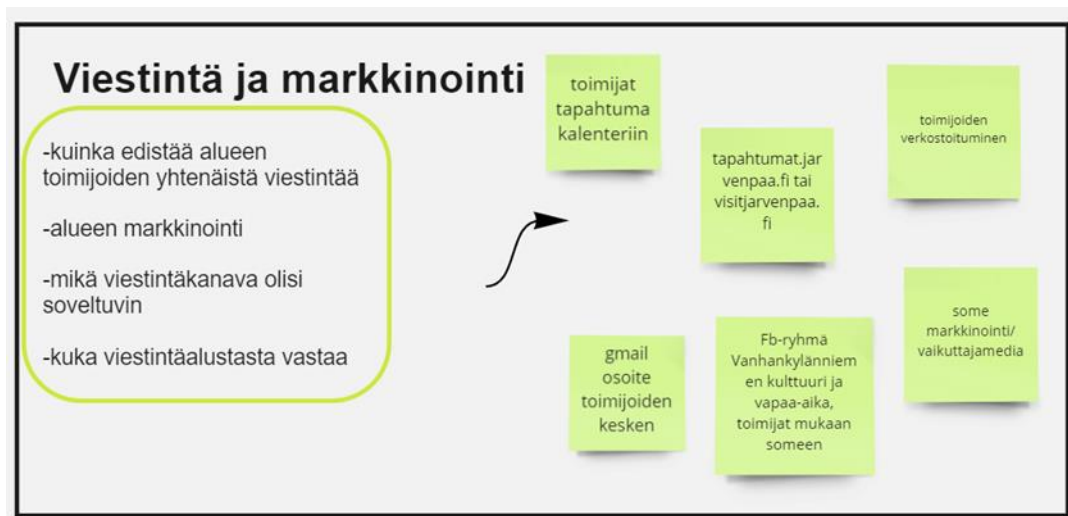 Viestintä ja markkinointi
-kuinka edistää alueen
toimijoiden yhtenäistä viestintää
-alueen markkinointi
-mikä viestintäkanava olisi
soveltuvin
-kuka viestintäalustasta vastaa
toimijat
tapahtuma
kalenteriin
tapahtumat.jar
venpaa.fi tai
visitjarvenpaa.
fi
toimijoiden
verkostoituminen
gmail
osoite
toimijoiden
kesken
Fb-ryhmä
Vanhankylänniem
en kulttuuri ja
vapaa-aika,
toimijat mukaan
someen
some
markkinointi/
vaikuttajamedia